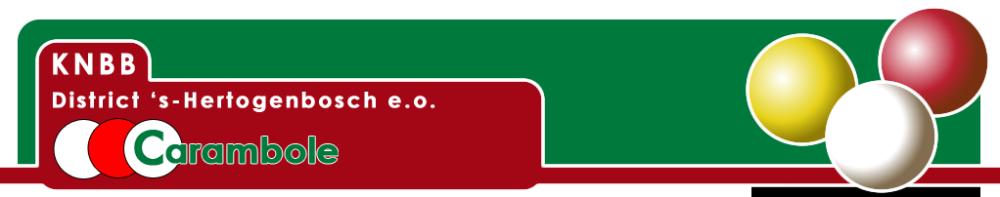 KNBB
District ‘s-Hertogenbosch e.o.
Carambole